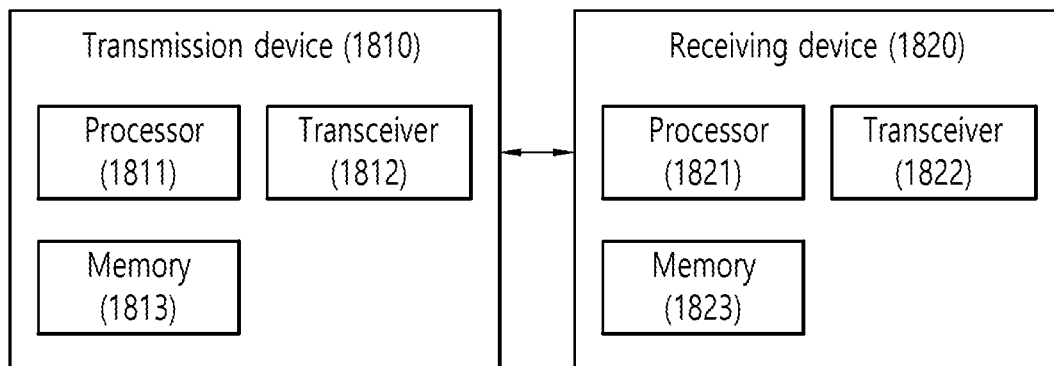 Transmission device (1810)
Processor
(1811)
Transceiver
(1812)
Memory
(1813)
Receiving device (1820)
Processor
(1821)
Transceiver
(1822)
Memory
(1823)